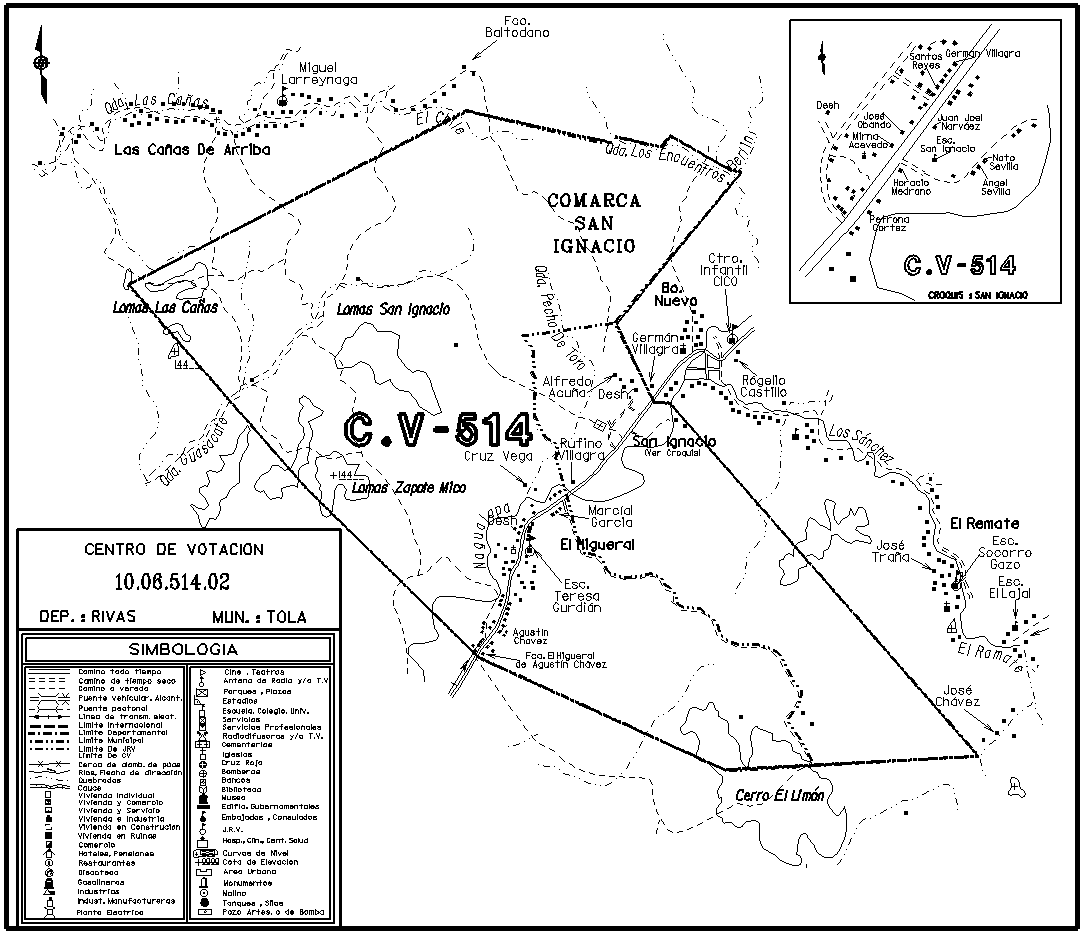 Fca.
Baltodano
Miguel
Larreynaga
Qda. Las Cañas
El Cone
Las Cañas De Arriba
Qda. Los Encuentros
Berlin
COMARCA
SAN
IGNACIO
Lomas Las Cañas
Lomas San Ignacio
Qda. Pecho De Toro
Ctro.
Infantil
CICO
Bo.
Nuevo
Germán
Villagra
Alfredo
Acuña
Desh.
Rogelio
Castillo
144
C.V-514
San Ignacio
(Ver Croquis)
Los Sánchez
Qda. Guasacate
Cruz Vega
Rufino
Villagra
+144
Lomas Zapote Mico
Marcial
García
Desh.
Nagualapa
El Higueral
El Remate
José
Traña
Esc.
Socorro
Gazo
Esc.
El Lajal
Esc.
Teresa
Gurdián
Agustín
Chávez
Fca. El Higueral
de Agustín Chávez
El Remate
José
Chávez
Cerro El Limón
Santos
Reyes
Germán Villagra
Desh
José
Obando
Mirna
Acevedo
Juan Joel
Narváez
Esc.
San Ignacio
Nato
Sevilla
Horacio
Medrano
Angel
Sevilla
Petrona
Cortez
C.V-514
CROQUIS : SAN IGNACIO
CENTRO DE VOTACION
10.06.514.02
DEP. : RIVAS MUN. : TOLA
SIMBOLOGIA
Camino todo tiempo
Camino de tiempo seco
Camino o vereda
Puente vehicular. Alcant.
Puente peatonal
Linea de transm. elect.
Limite Internacional
Limite Departamental
Limite Municipal
Limite De JRV
Limite De CV
Cerca de alamb. de púas
Rios, Flecha de dirección
Quebradas
Cauce
Vivienda Individual
Vivienda y Comercio
Vivienda y Servicio
Vivienda e Industria
Vivienda en Construcion
Vivienda en Ruinas
Comercio
Hoteles, Pensiones
Restaurantes
Discoteca
Gasolineras
Industrias
Indust. Manufactureras
Planta Electrica
Cine , Teatros
Antena de Radio y/o T.V
Parques , Plazas
Estadios
Escuela, Colegio, Univ.
Servicios
Servicios Profesionales
Radiodifusoras y/o T.V.
Cementerios
Iglesias
Cruz Roja
Bomberos
Bancos
Biblioteca
Museo
Edific. Gubernamentales
Embajadas , Consulados
J.R.V.
Hosp., Clin., Cent. Salud
Curvas de Nivel
Cota de Elevacion
Area Urbana
Monumentos
Molino
Tanques , Silos
Pozo Artes. o de Bomba